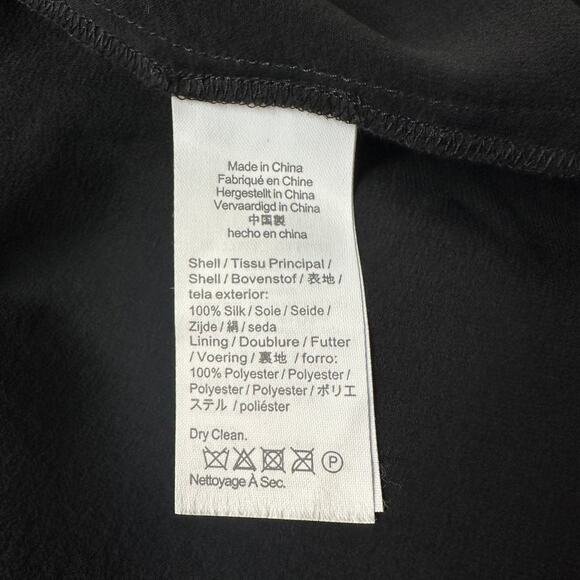 Made in China
Fabriqué en Chine
Hergestellt in China
Vervaardigd in China
中国製
hecho en china
Shell / Tissu Principal /
Shell / Bovenstof / 表地 /
tela exterior:
100% Silk / Soie / Seide /
Zijde / 絹 / seda
Lining / Doublure / Futter
/ Voering / 裏地 / forro:
100% Polyester / Polyester /
Polyester / Polyester / ポリエ
ステル / poliéster
Dry Clean.
P
Nettoyage À Sec.